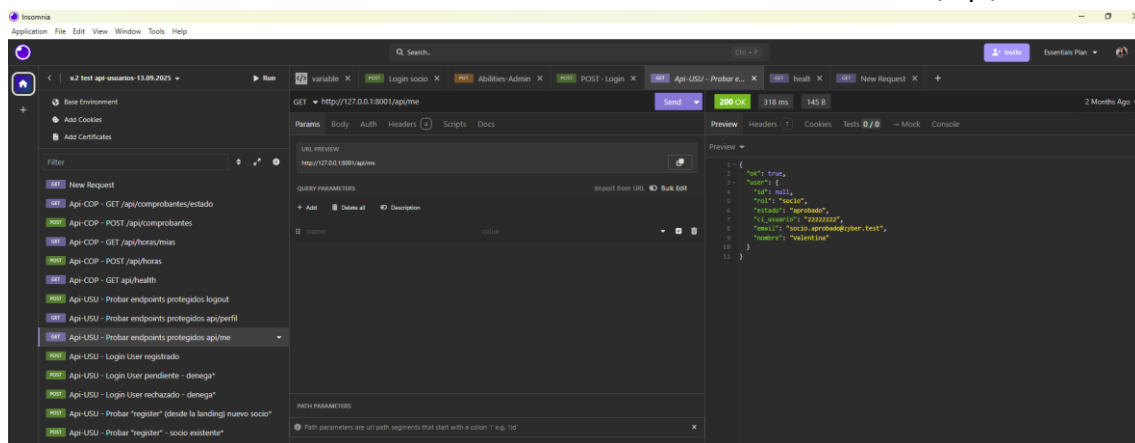 Insomnia
Application File Edit View Window Tools Help
Search..
Ctrl + P
Invite
Essentials Plan
v.2 test api-usuarios-13.09.2025
Run
variable
POST Login socio
PUT Abilities-Admin
POST POST - Login
GET Api-USU - Probar e...
GET healt
GET New Request
Base Environment
Add Cookies
Add Certificates
Filter
GET New Request
GET Api-COP - GET /api/comprobantes/estado
POST Api-COP - POST /api/comprobantes
GET Api-COP - GET /api/horas/mias
POST Api-COP - POST /api/horas
GET Api-COP - GET api/health
POST Api-USU - Probar endpoints protegidos logout
GET Api-USU - Probar endpoints protegidos api/perfil
GET Api-USU - Probar endpoints protegidos api/me
POST Api-USU - Login User registrado
POST Api-USU - Login User pendiente - denega*
POST Api-USU - Login User rechazado - denega*
POST Api-USU - Probar "register" (desde la landing) nuevo socio*
POST Api-USU - Probar "register" - socio existente*
GET http://127.0.0.1:8001/api/me
Send
Params Body Auth Headers 4 Scripts Docs
URL PREVIEW
http://127.0.0.1:8001/api/me
QUERY PARAMETERS
Import from URL Bulk Edit
+ Add Delete all Description
name value
PATH PARAMETERS
Path parameters are url path segments that start with a colon ':' e.g. ':id'
200 OK 318 ms 145 B
2 Months Ago
Preview Headers 7 Cookies Tests 0 / 0 → Mock Console
Preview
1 {
2 "ok": true,
3 "user": {
4 "id": null,
5 "rol": "socio",
6 "estado": "aprobado",
7 "ci_usuario": "22222222",
8 "email": "socio.aprobado@cyber.test",
9 "nombre": "Valentina"
10 }
11 }